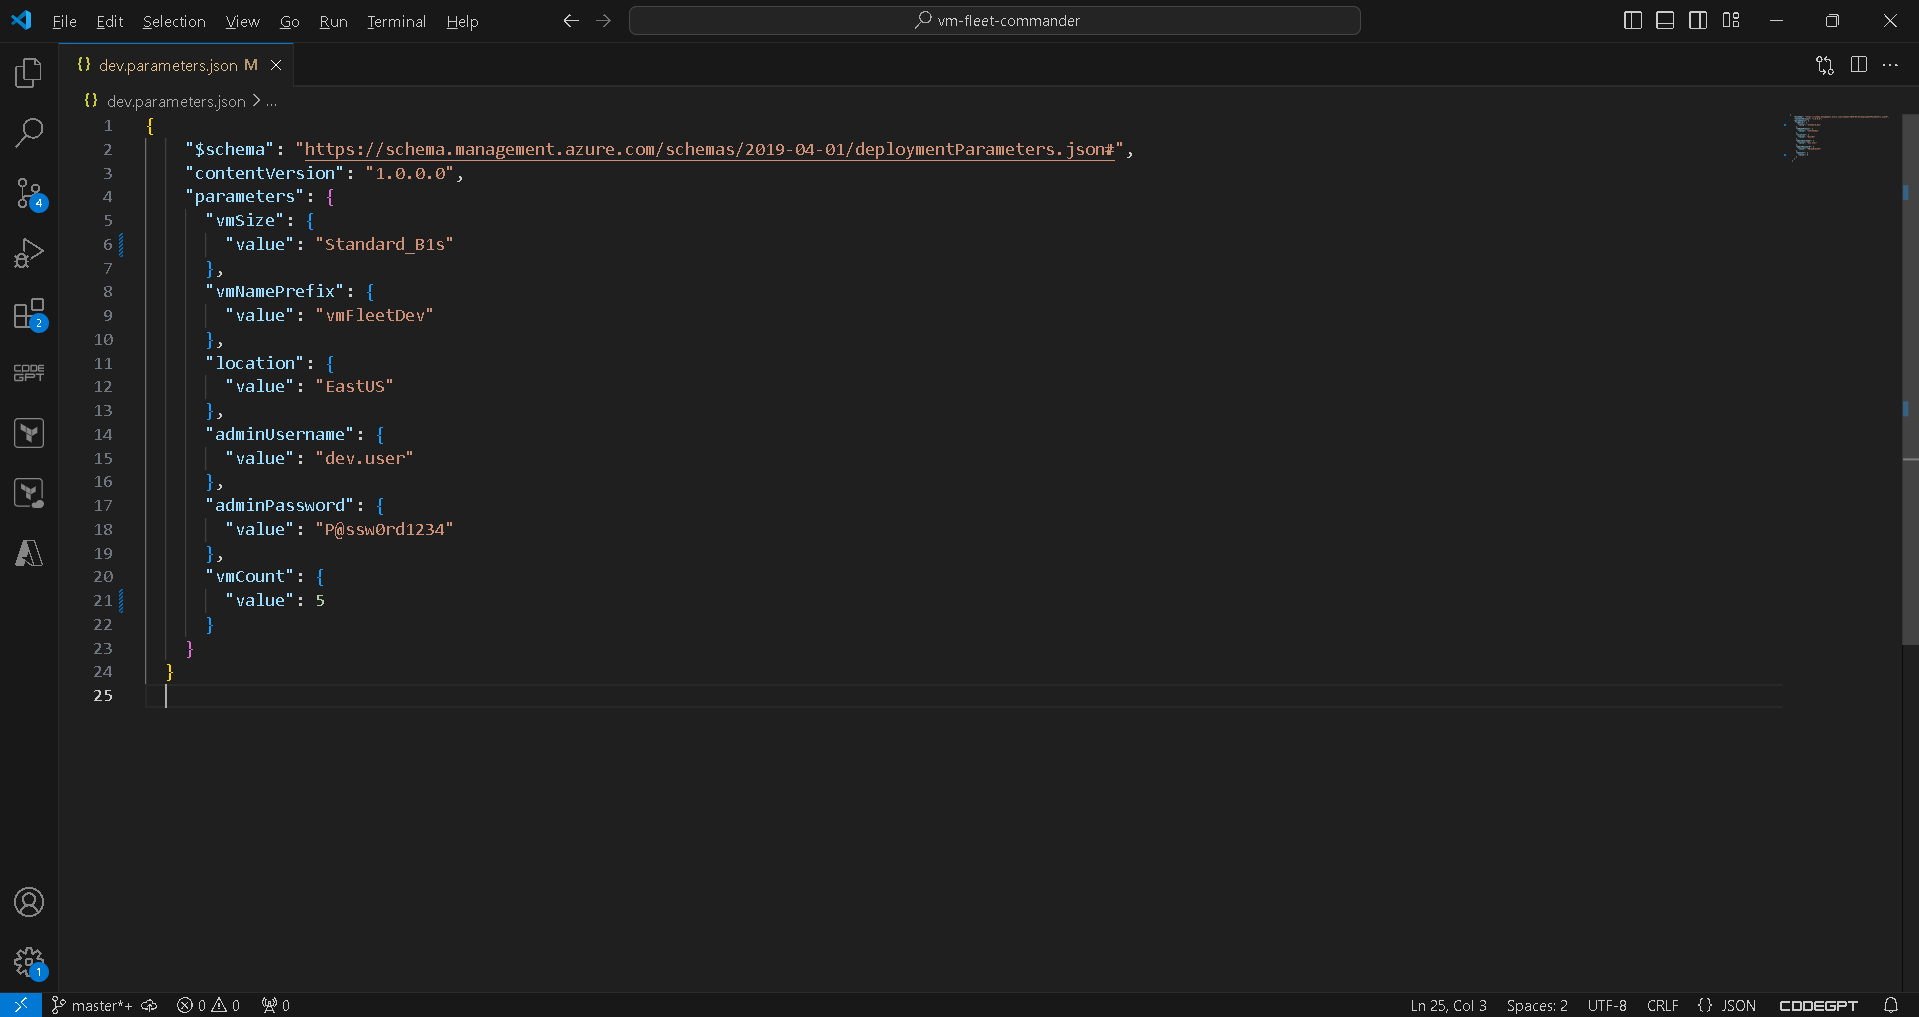 File Edit Selection View Go Run Terminal Help vm-fleet-commander
dev.parameters.json M
dev.parameters.json > ...
1 {
2 "$schema": "https://schema.management.azure.com/schemas/2019-04-01/deploymentParameters.json#",
3 "contentVersion": "1.0.0.0",
4 "parameters": {
5 "vmSize": {
6 "value": "Standard_B1s"
7 },
8 "vmNamePrefix": {
9 "value": "vmFleetDev"
10 },
11 "location": {
12 "value": "EastUS"
13 },
14 "adminUsername": {
15 "value": "dev.user"
16 },
17 "adminPassword": {
18 "value": "P@ssw0rd1234"
19 },
20 "vmCount": {
21 "value": 5
22 }
23 }
24 }
25
4
2
CODE
GPT
1
master*+ 0 0 0 Ln 25, Col 3 Spaces: 2 UTF-8 CRLF {} JSON CODEGPT